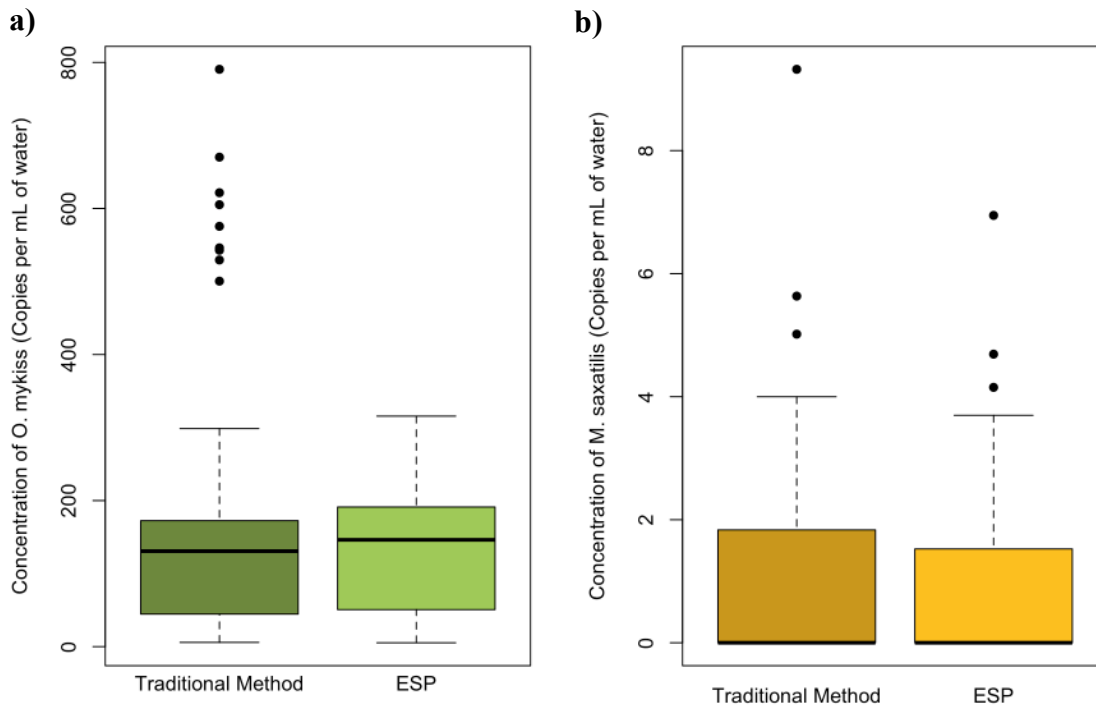 a)
Concentration of O. mykiss (Copies per mL of water)
800
600
400
200
0
Traditional Method ESP
b)
Concentration of M. saxatilis (Copies per mL of water)
8
6
4
2
0
Traditional Method ESP